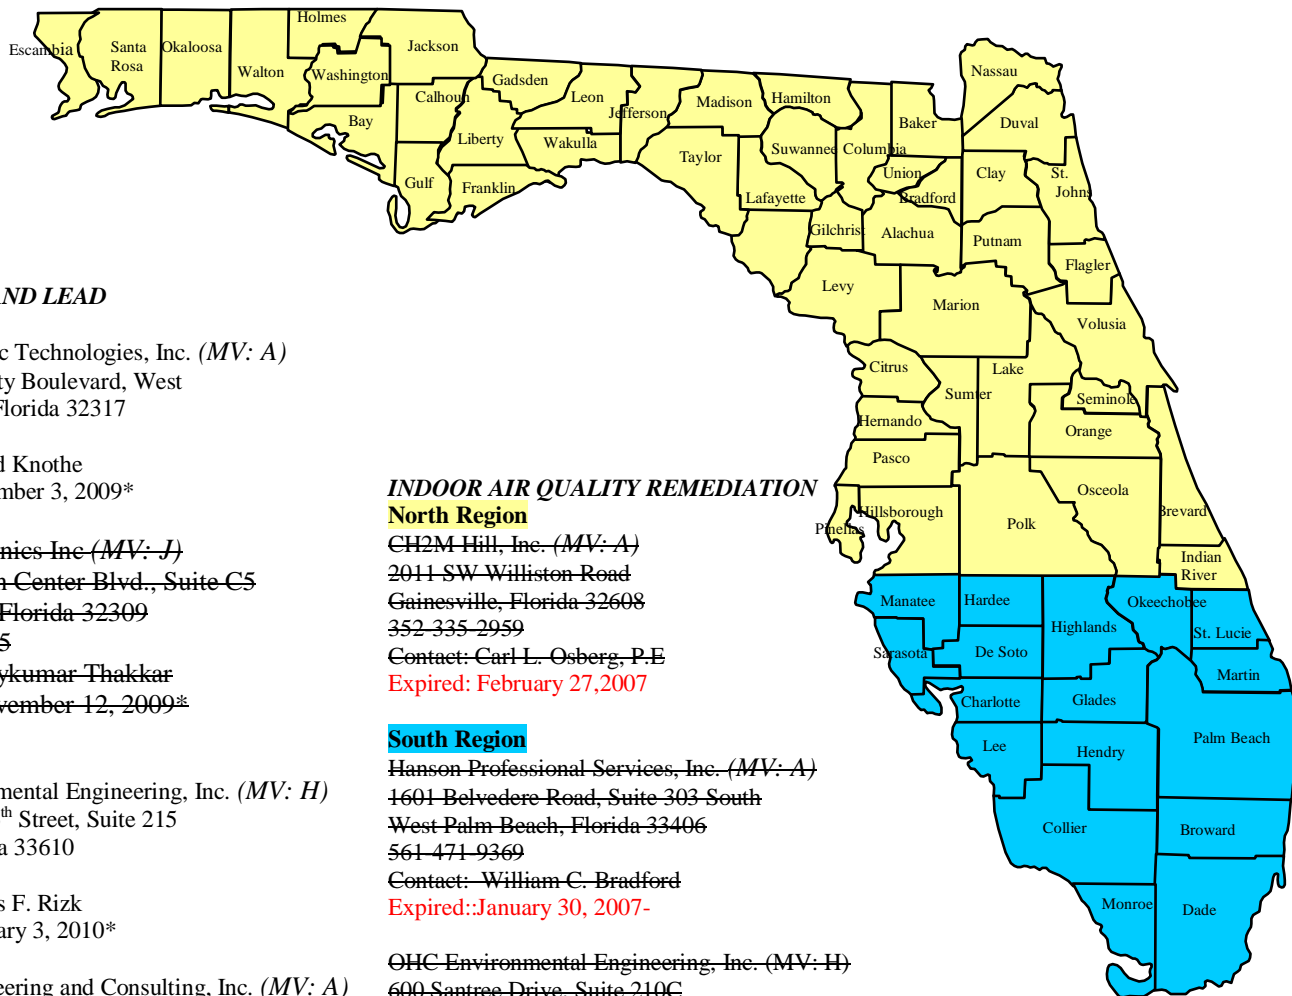 Holmes
Escambia
Santa
Rosa
Okaloosa
Walton
Washington
Jackson
Bay
Calhoun
Gulf
Gadsden
Liberty
Franklin
Leon
Wakulla
Jefferson
Madison
Taylor
Hamilton
Suwannee
Lafayette
Columbia
Baker
Union
Bradford
Gilchrist
Alachua
Nassau
Duval
Clay
St.
Johns
Putnam
Flagler
Levy
Marion
Volusia
Citrus
Lake
Sumter
Seminole
Hernando
Orange
Pasco
Osceola
Hillsborough
Pinellas
Polk
Brevard
Indian
River
Manatee
Hardee
Highlands
Okeechobee
St. Lucie
Sarasota
De Soto
Martin
Charlotte
Glades
Lee
Hendry
Palm Beach
Collier
Broward
Monroe
Dade
AND LEAD
c Technologies, Inc. (MV: A)
ty Boulevard, West
Florida 32317
d Knothe
mber 3, 2009*
nics Inc (MV: J)
n Center Blvd., Suite C5
Florida 32309
5
ykumar Thakkar
vember 12, 2009*
mental Engineering, Inc. (MV: H)
th Street, Suite 215
a 33610
s F. Rizk
ary 3, 2010*
eering and Consulting, Inc. (MV: A)
INDOOR AIR QUALITY REMEDIATION
North Region
CH2M Hill, Inc. (MV: A)
2011 SW Williston Road
Gainesville, Florida 32608
352-335-2959
Contact: Carl L. Osberg, P.E
Expired: February 27,2007
South Region
Hanson Professional Services, Inc. (MV: A)
1601 Belvedere Road, Suite 303 South
West Palm Beach, Florida 33406
561-471-9369
Contact: William C. Bradford
Expired::January 30, 2007-
OHC Environmental Engineering, Inc. (MV: H)
600 Santree Drive, Suite 210C